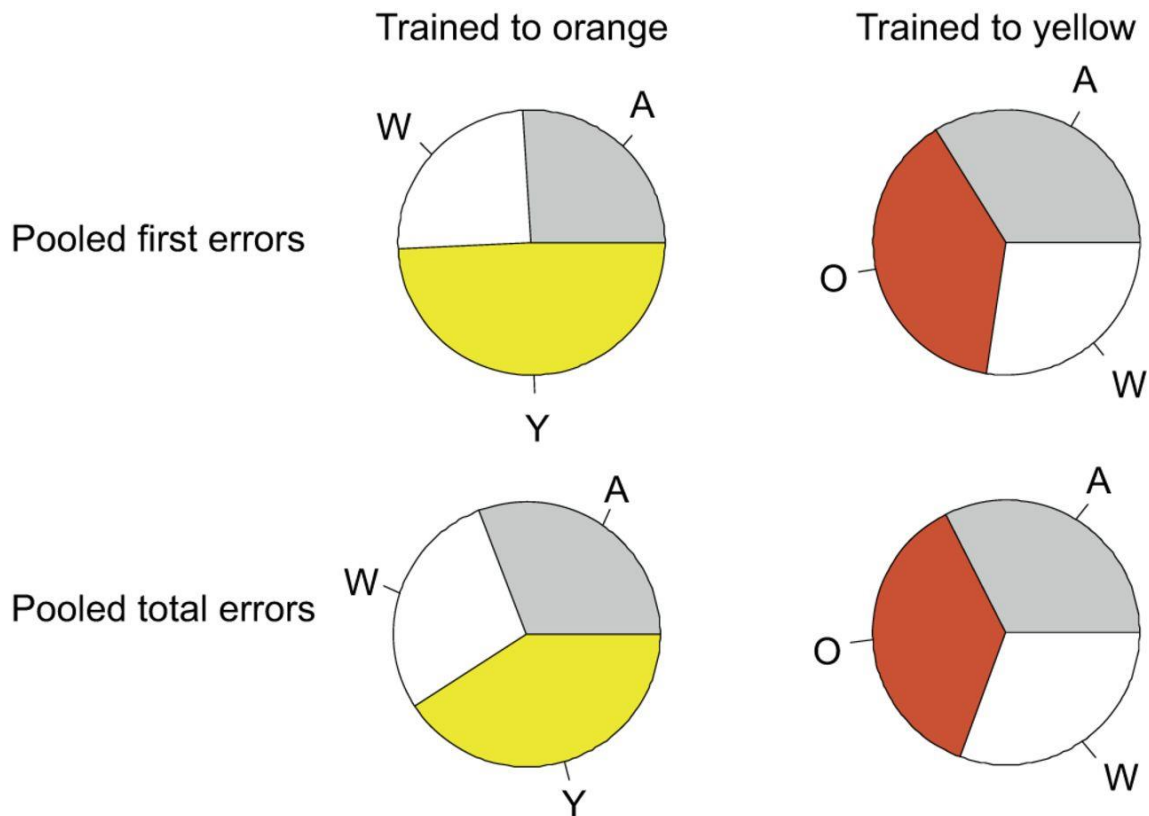 Trained to orange
Trained to yellow
W
A
A
Pooled first errors
O
W
Y
A
A
W
Pooled total errors
O
Y
W